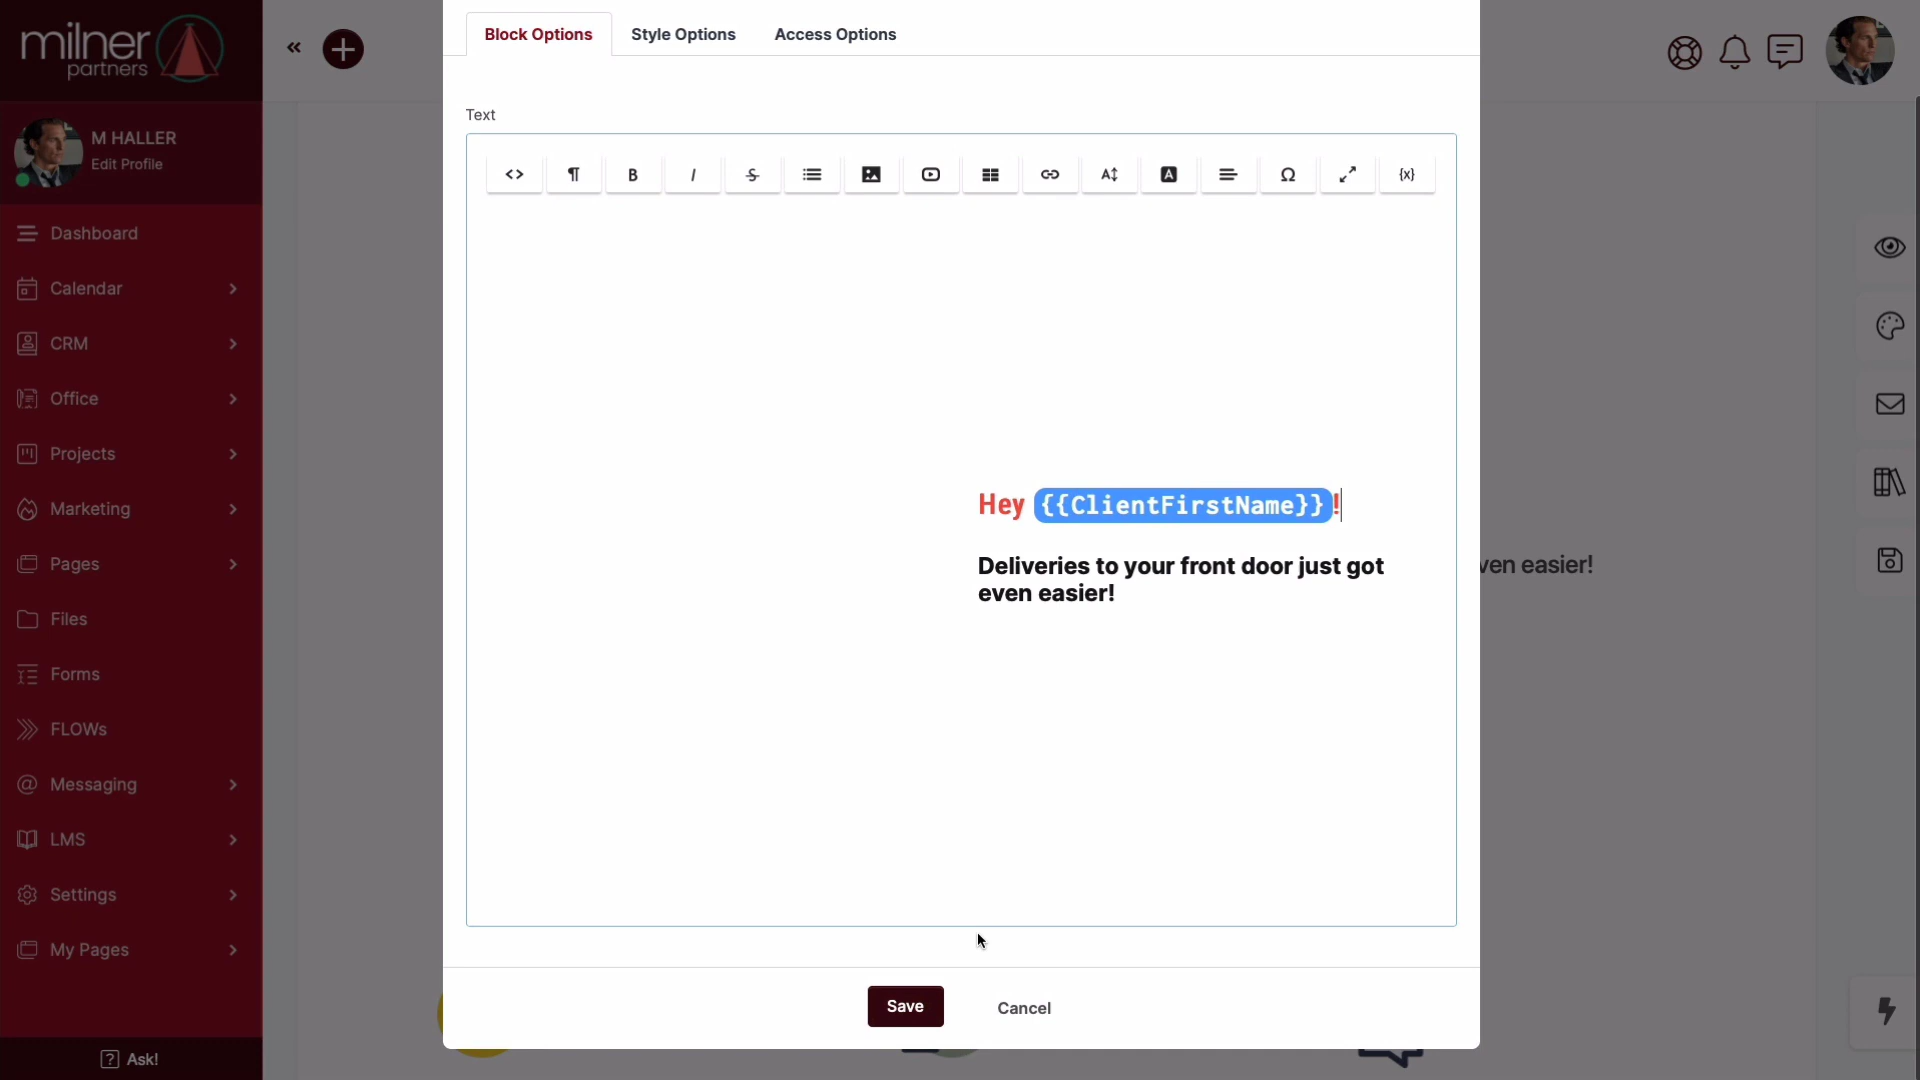 milner
partners
M HALLER
Edit Profile
Dashboard
Calendar
CRM
Office
Projects
Marketing
Pages
Files
Forms
FLOWs
Messaging
LMS
Settings
My Pages
? Ask!
Block Options
Style Options
Access Options
Text
<> ¶ B I S A A Ω {x}
Hey {{ClientFirstName}}!
Deliveries to your front door just got
even easier!
ven easier!
Save
Cancel